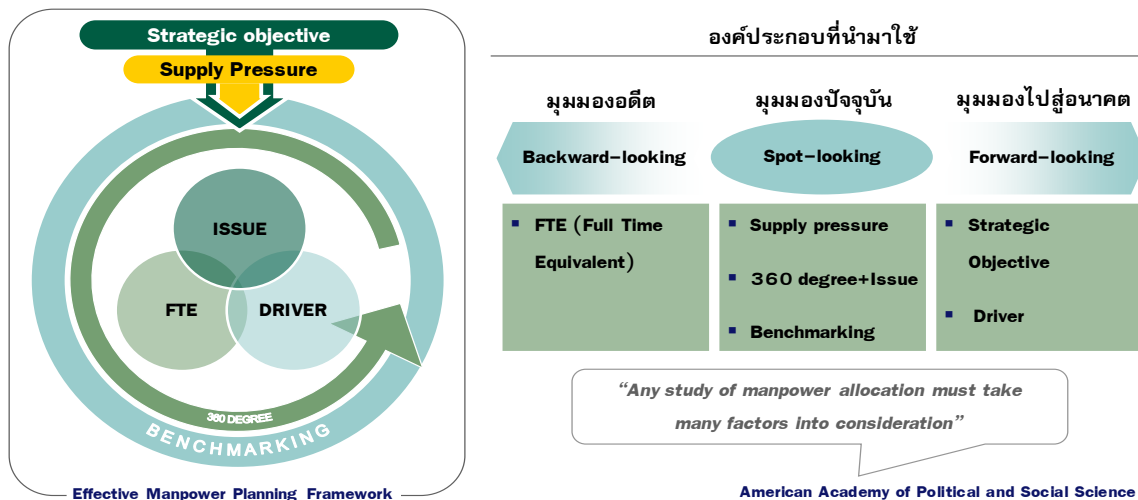 Strategic objective
Supply Pressure
ISSUE
FTE
DRIVER
360 DEGREE
BENCHMARKING
Effective Manpower Planning Framework
องค์ประกอบที่นำมาใช้
มุมมองอดีต
มุมมองปัจจุบัน
มุมมองไปสู่อนาคต
Backward-looking
Spot-looking
Forward-looking
▪ FTE (Full Time
Equivalent)
▪ Supply pressure
▪ 360 degree+Issue
▪ Benchmarking
▪ Strategic
Objective
▪ Driver
“Any study of manpower allocation must take
many factors into consideration”
American Academy of Political and Social Science